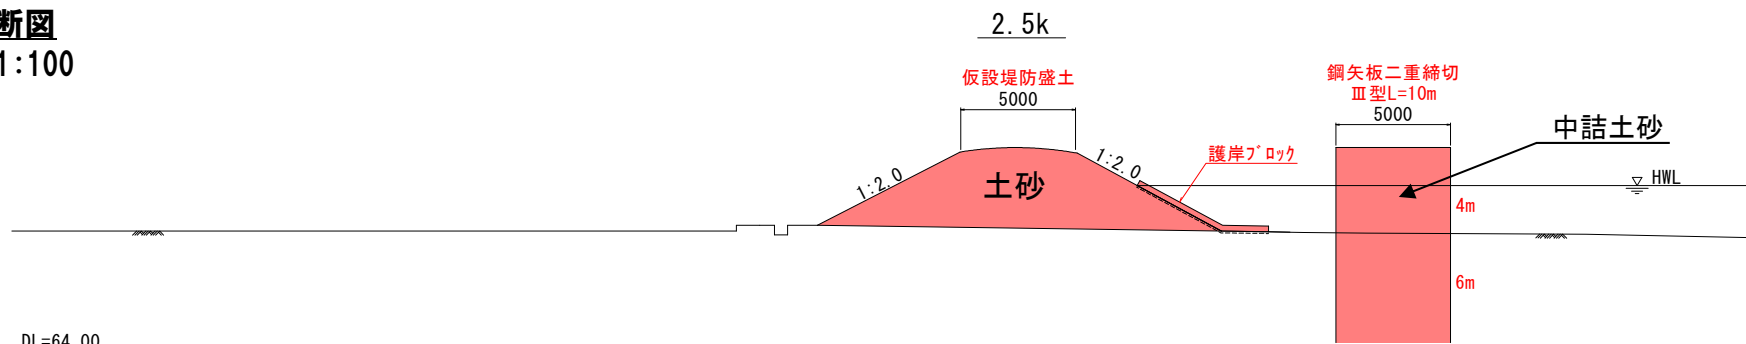 断図
1:100
2.5k
仮設堤防盛土
5000
鋼矢板二重締切
Ⅲ型L=10m
5000
中詰土砂
1:2.0
土砂
1:2.0
護岸ﾌﾞﾛｯｸ
HWL
4m
6m
DL=64.00